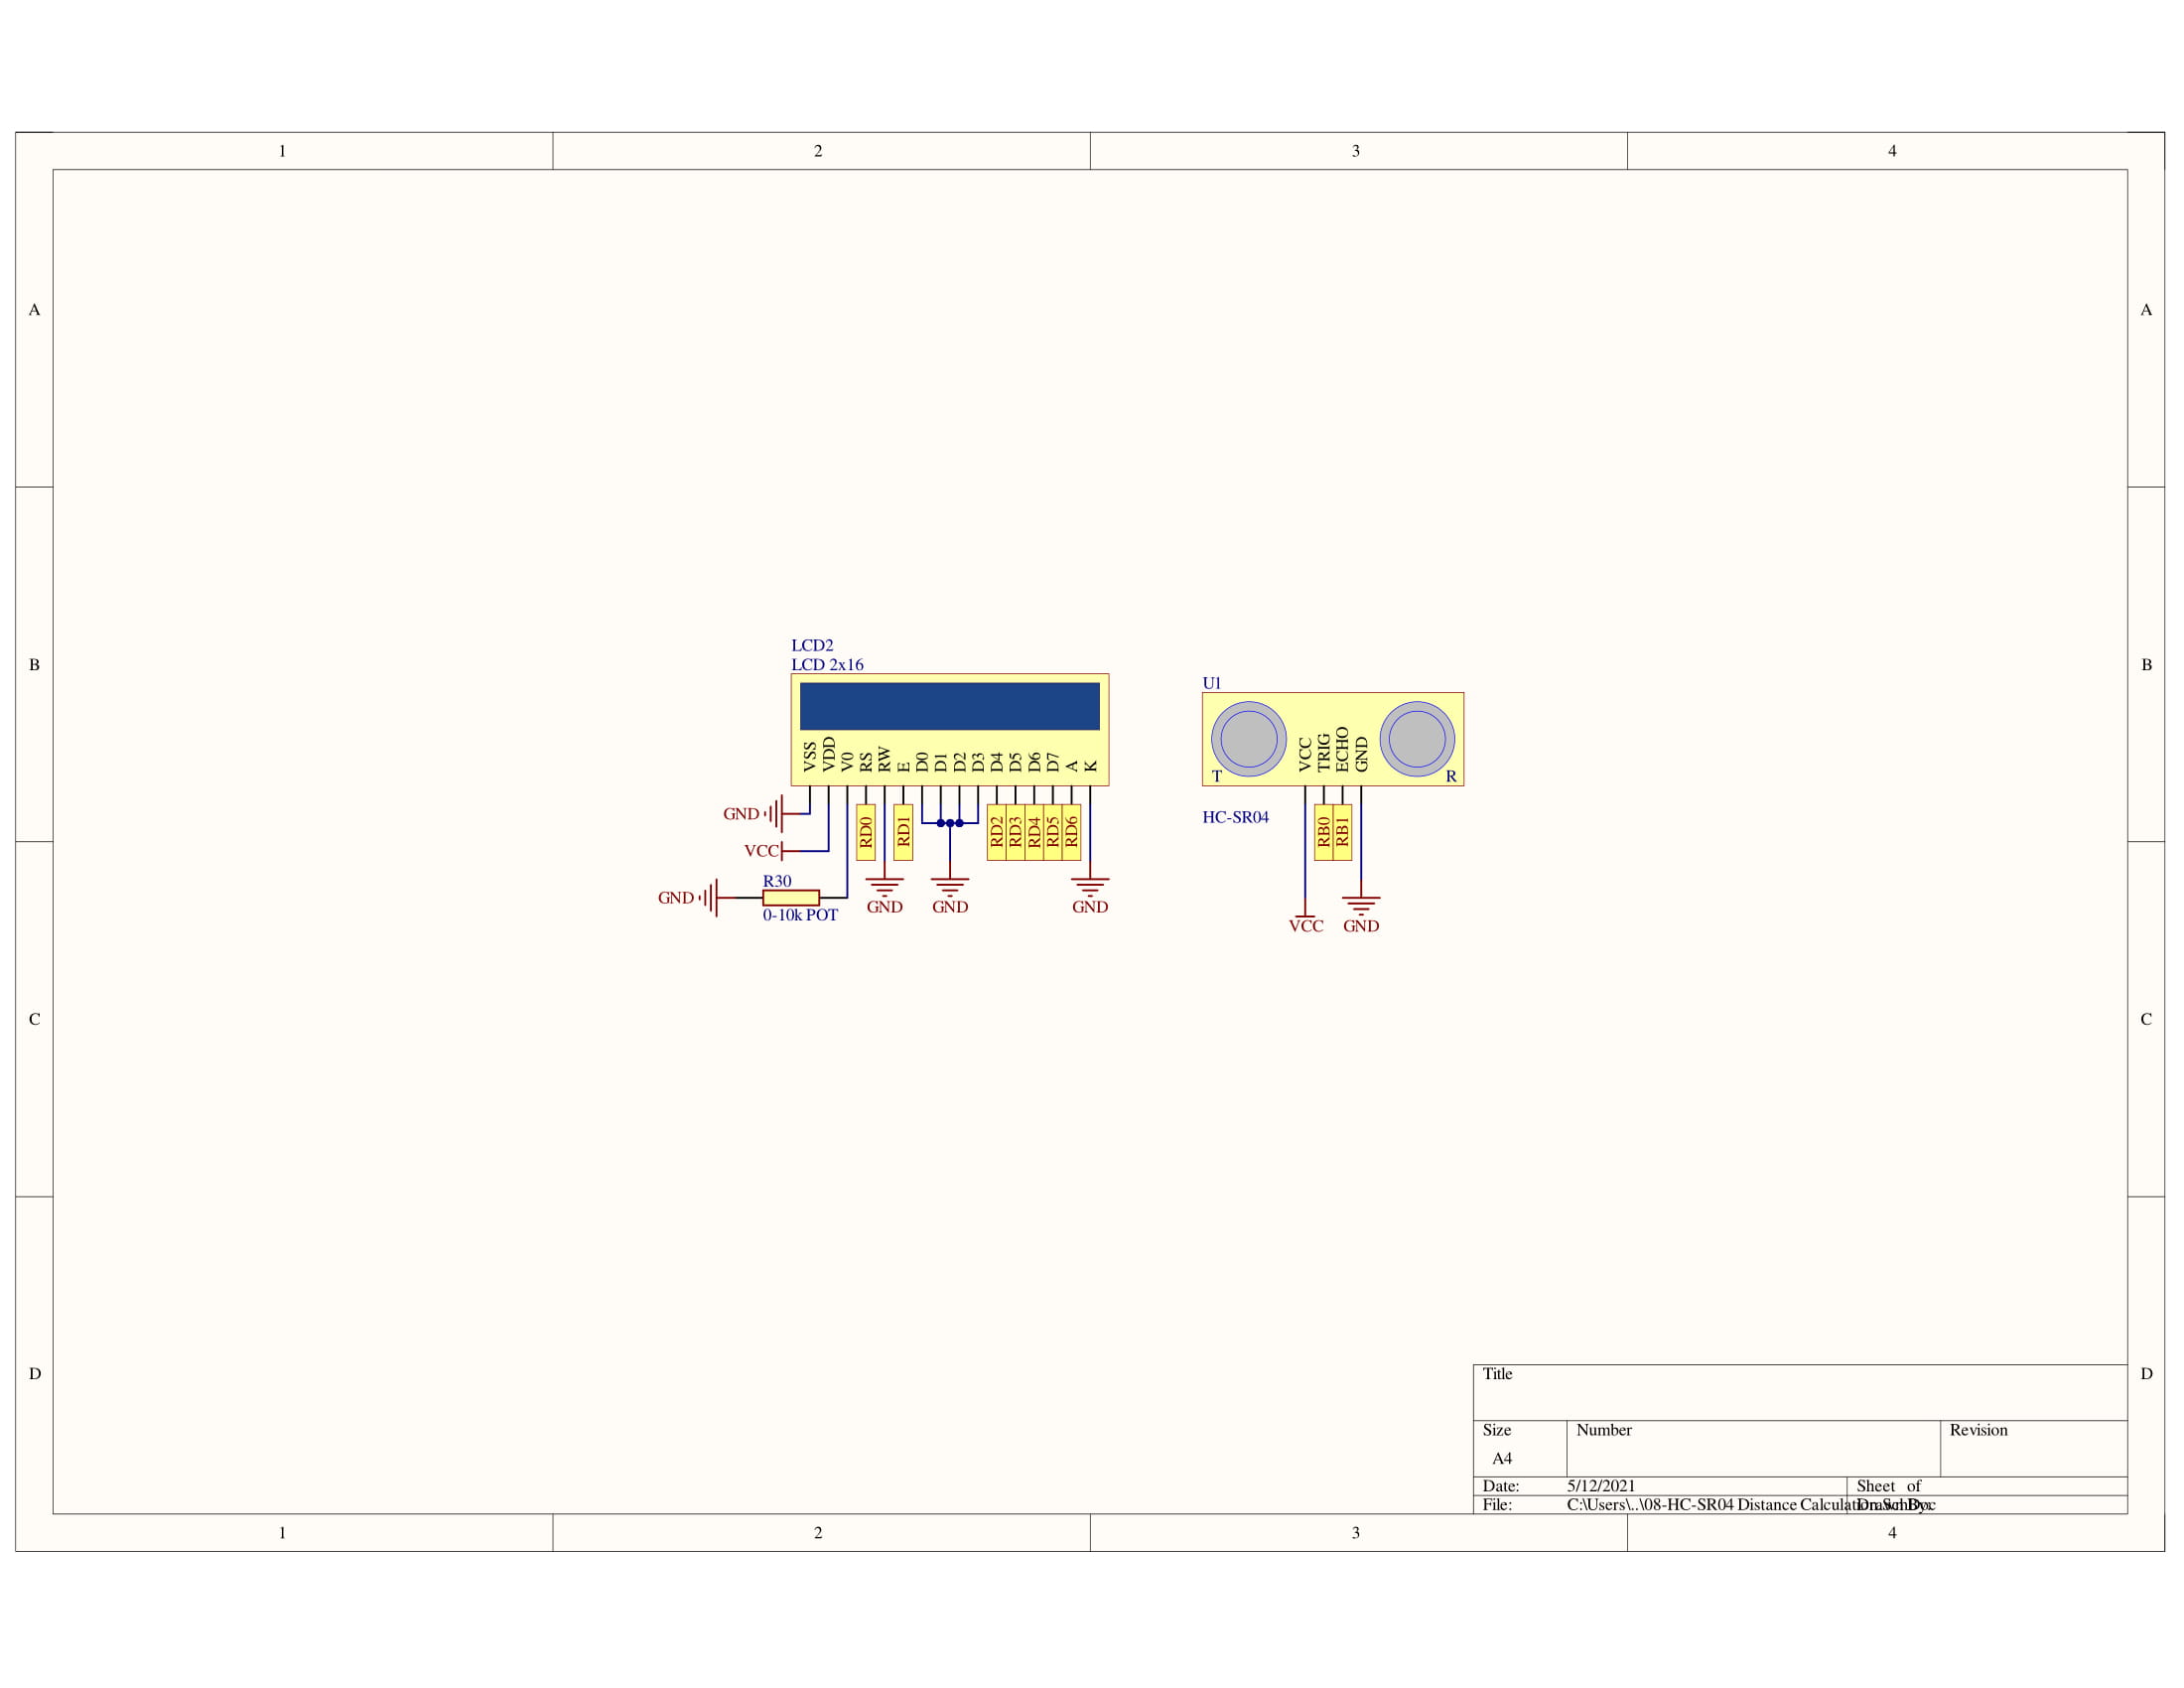 1 2 3 4
A A
LCD2
LCD 2x16
B B
U1
VSS VDD V0 RS RW E D0 D1 D2 D3 D4 D5 D6 D7 A K
VCC TRIG ECHO GND
T R
GND
RD0 RD1 RD2 RD3 RD4 RD5 RD6
HC-SR04
RB0 RB1
VCC
R30
GND
0-10k POT
GND GND GND
VCC GND
C C
D D
Title
Size Number Revision
A4
Date: 5/12/2021 Sheet of
File: C:\Users\..\08-HC-SR04 Distance Calculation.SchDoc Drawn By:
1 2 3 4